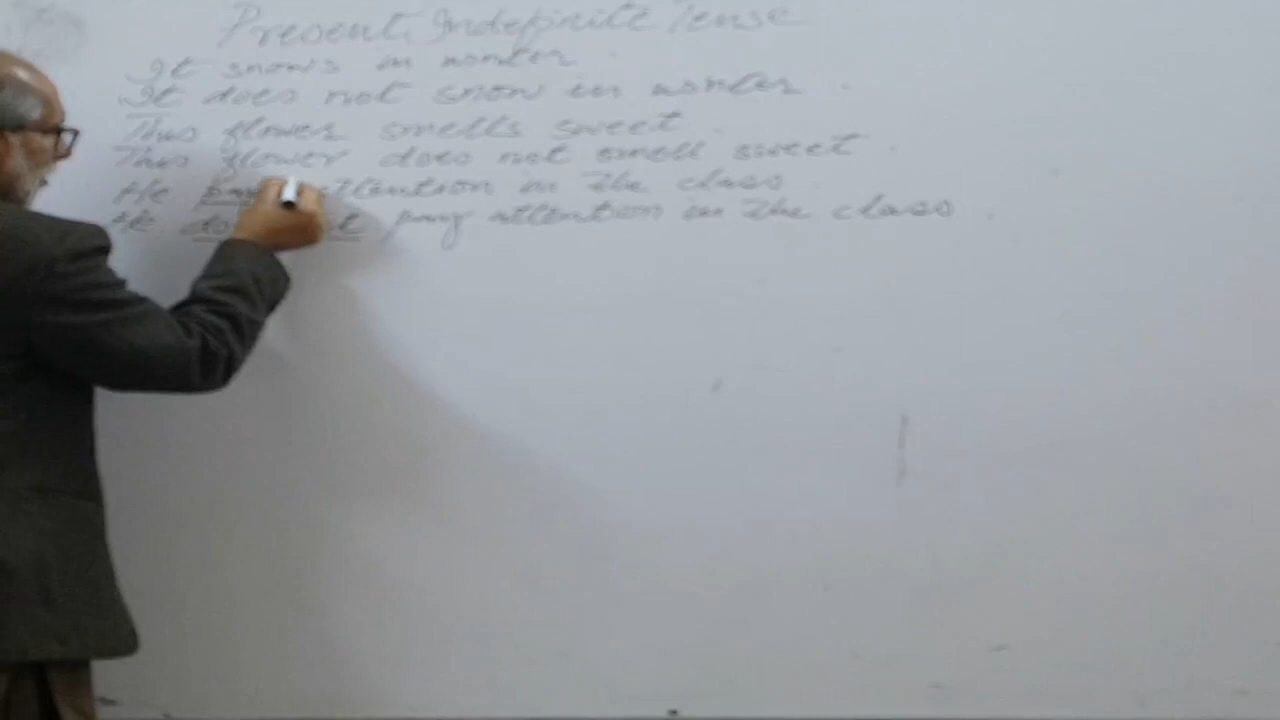 Present Indefinite Tense
It snows in winter.
It does not snow in winter.
This flower smells sweet.
This flower does not smell sweet.
He attention in the class.
He pay attention in the class.